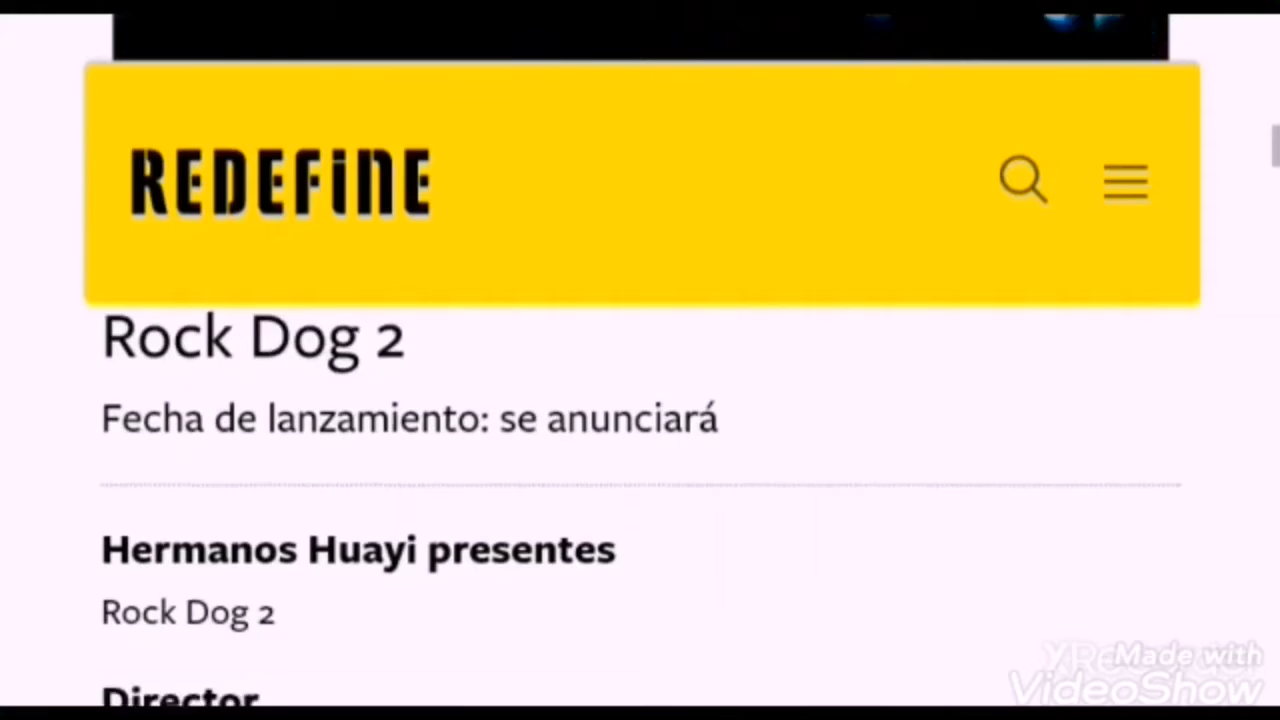 REDEFINE
Rock Dog 2
Fecha de lanzamiento: se anunciará
Hermanos Huayi presentes
Rock Dog 2
Director
Made with
VideoShow